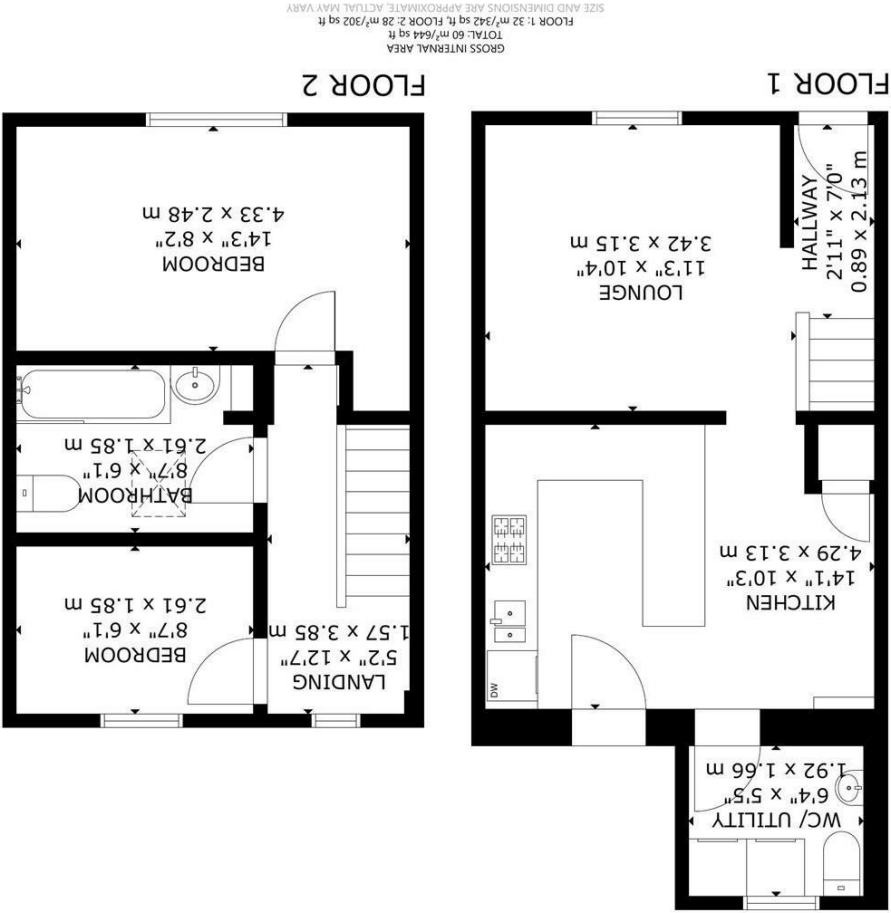 FLOOR 1
HALLWAY
2'11" x 7'0"
0.89 x 2.13 m
LOUNGE
11'3" x 10'4"
3.42 x 3.15 m
KITCHEN
14'1" x 10'3"
4.29 x 3.13 m
DW
WC/ UTILITY
6'4" x 5'5"
1.92 x 1.66 m
FLOOR 2
BEDROOM
14'3" x 8'2"
4.33 x 2.48 m
BATHROOM
8'7" x 6'1"
2.61 x 1.85 m
BEDROOM
8'7" x 6'1"
2.61 x 1.85 m
LANDING
5'2" x 12'7"
1.57 x 3.85 m
GROSS INTERNAL AREA
TOTAL: 60 m²/644 sq ft
FLOOR 1: 32 m²/342 sq ft, FLOOR 2: 28 m²/302 sq ft
SIZE AND DIMENSIONS ARE APPROXIMATE, ACTUAL MAY VARY